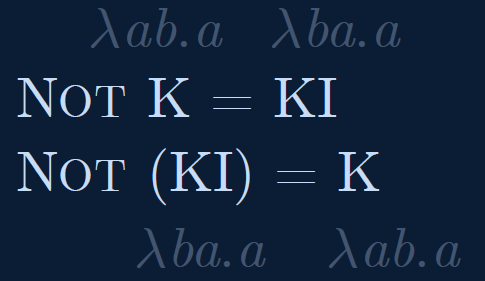 λab.a λba.a
NOT K = KI
NOT (KI) = K
λba.a λab.a